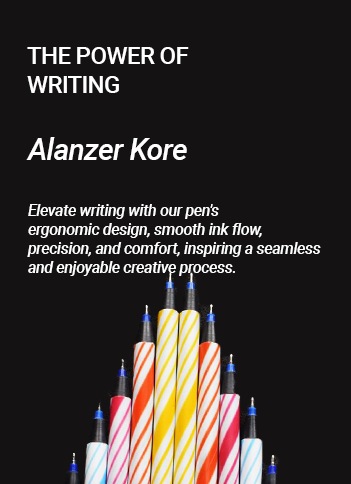 THE POWER OF
WRITING
Alanzer Kore
Elevate writing with our pen's
ergonomic design, smooth ink flow,
precision, and comfort, inspiring a seamless
and enjoyable creative process.